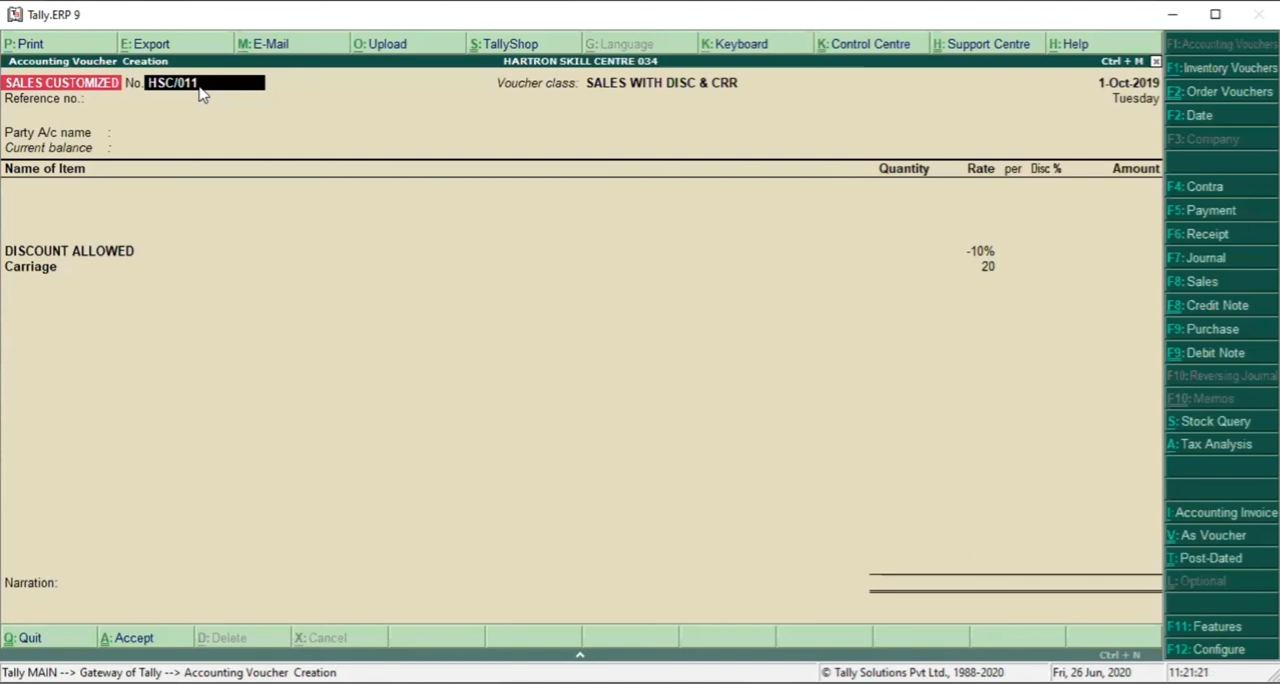 Tally.ERP 9
P: Print E: Export M: E-Mail O: Upload S: TallyShop G: Language K: Keyboard K: Control Centre H: Support Centre H: Help
Accounting Voucher Creation HARTRON SKILL CENTRE 034 Ctrl + M
SALES CUSTOMIZED No. HSC/011 Voucher class: SALES WITH DISC & CRR 1-Oct-2019
Reference no.: Tuesday
Party A/c name :
Current balance :
Name of Item Quantity Rate per Disc % Amount
DISCOUNT ALLOWED -10%
Carriage 20
Narration:
F1: Accounting Vouchers
F1: Inventory Vouchers
F2: Order Vouchers
F2: Date
F3: Company
F4: Contra
F5: Payment
F6: Receipt
F7: Journal
F8: Sales
F8: Credit Note
F9: Purchase
F9: Debit Note
F10: Reversing Journal
F10: Memos
S: Stock Query
A: Tax Analysis
I: Accounting Invoice
V: As Voucher
T: Post-Dated
L: Optional
F11: Features
F12: Configure
Q: Quit A: Accept D: Delete X: Cancel
Ctrl + N
Tally MAIN --> Gateway of Tally --> Accounting Voucher Creation © Tally Solutions Pvt Ltd., 1988-2020 Fri, 26 Jun, 2020 11:21:21